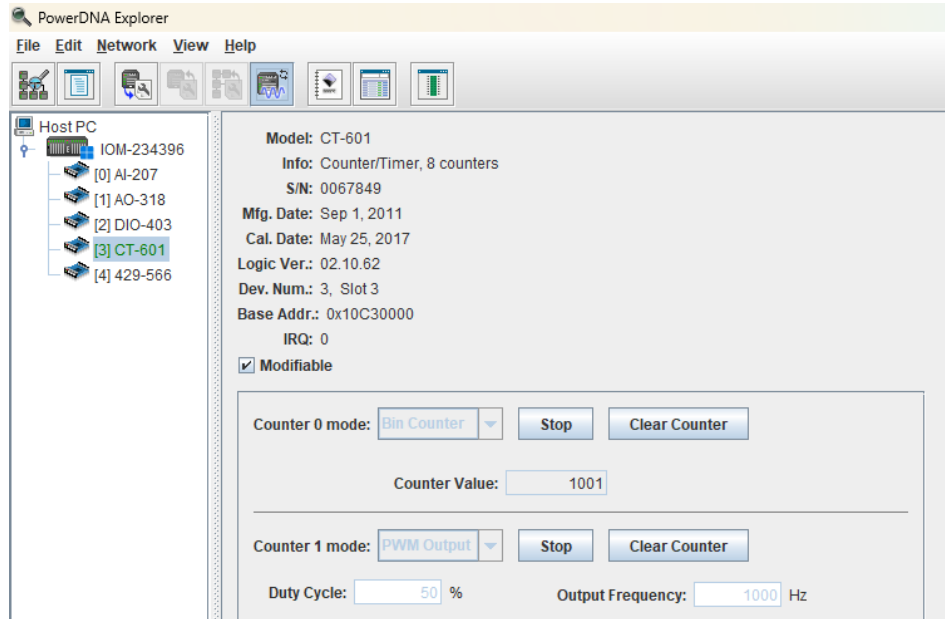 PowerDNA Explorer
File Edit Network View Help
Host PC
IOM-234396
[0] AI-207
[1] AO-318
[2] DIO-403
[3] CT-601
[4] 429-566
Model: CT-601
Info: Counter/Timer, 8 counters
S/N: 0067849
Mfg. Date: Sep 1, 2011
Cal. Date: May 25, 2017
Logic Ver.: 02.10.62
Dev. Num.: 3, Slot 3
Base Addr.: 0x10C30000
IRQ: 0
Modifiable
Counter 0 mode: Bin Counter Stop Clear Counter
Counter Value: 1001
Counter 1 mode: PWM Output Stop Clear Counter
Duty Cycle: 50 % Output Frequency: 1000 Hz